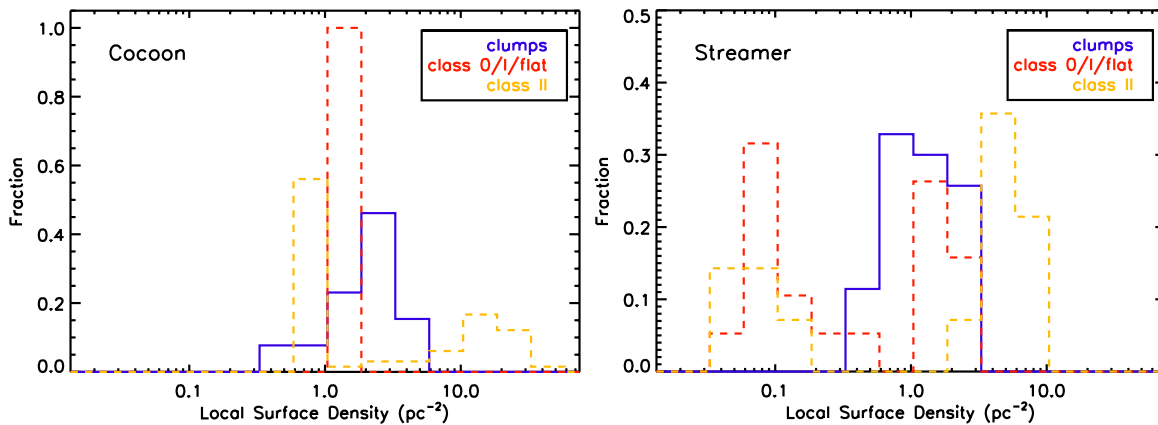 Cocoon
clumps
class 0/I/flat
class II
Fraction
1.0
0.8
0.6
0.4
0.2
0.0
0.1
1.0
10.0
Local Surface Density (pc⁻²)
Streamer
clumps
class 0/I/flat
class II
Fraction
0.5
0.4
0.3
0.2
0.1
0.0
0.1
1.0
10.0
Local Surface Density (pc⁻²)